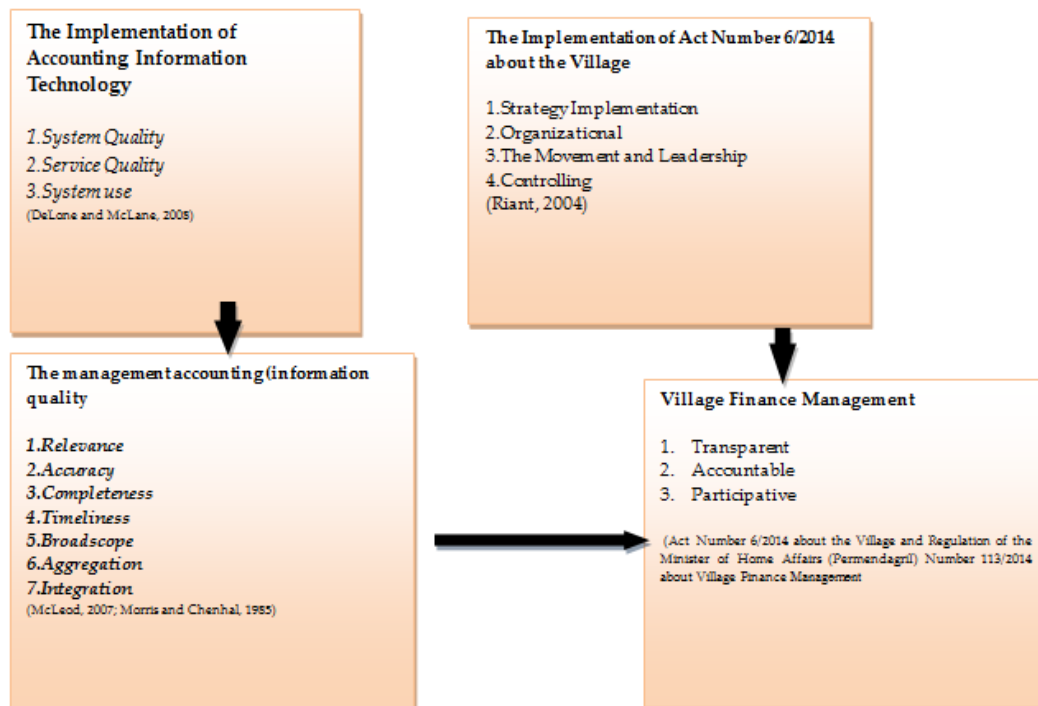 The Implementation of
Accounting Information
Technology
1.System Quality
2.Service Quality
3.System use
(DeLone and McLane, 2008)
The Implementation of Act Number 6/2014
about the Village
1.Strategy Implementation
2.Organizational
3.The Movement and Leadership
4.Controlling
(Riant, 2004)
The management accounting (information
quality
1.Relevance
2.Accuracy
3.Completeness
4.Timeliness
5.Broadscope
6.Aggregation
7.Integration
(McLeod, 2007; Morris and Chenhal, 1985)
Village Finance Management
1. Transparent
2. Accountable
3. Participative
(Act Number 6/2014 about the Village and Regulation of the
Minister of Home Affairs (Permendagril) Number 113/2014
about Village Finance Management